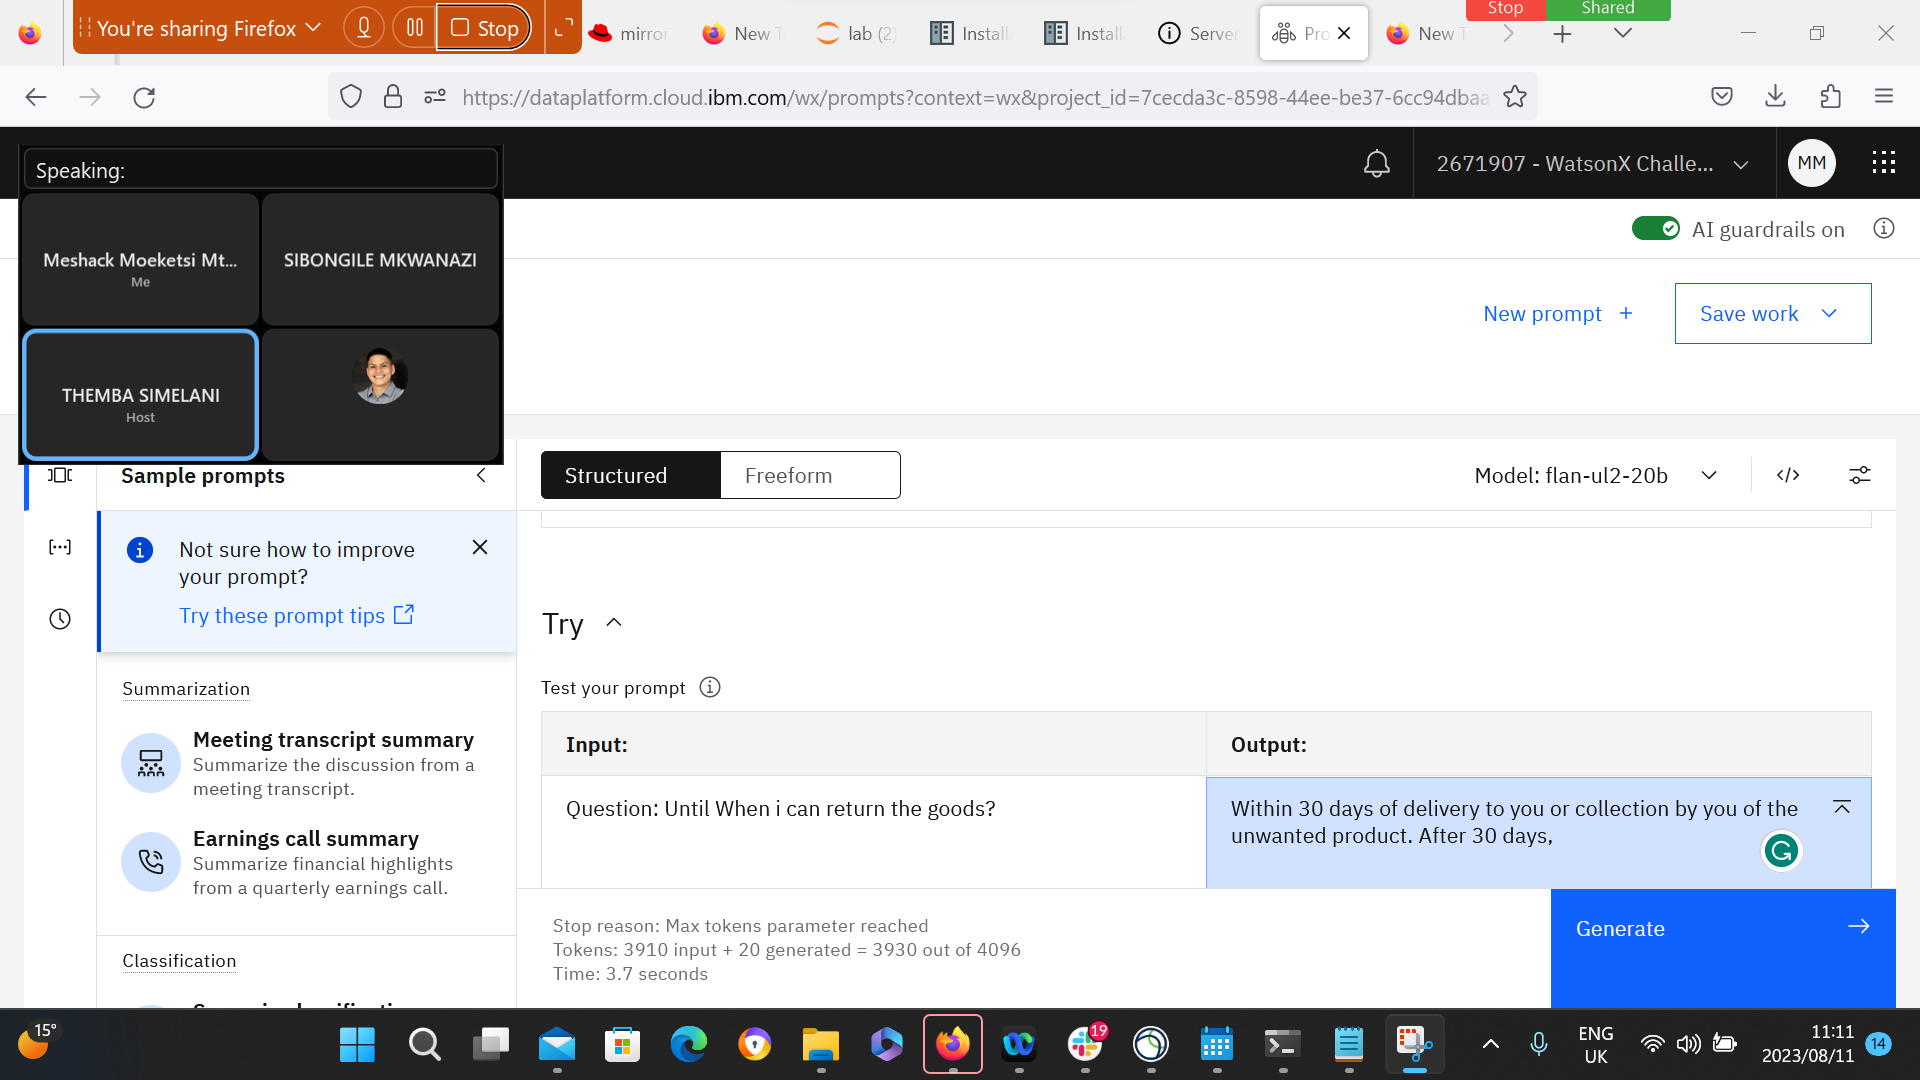 You're sharing Firefox
Stop
mirror
New T
lab (2)
Install
Install
Server
Pro
New T
Stop
Shared
https://dataplatform.cloud.ibm.com/wx/prompts?context=wx&project_id=7cecda3c-8598-44ee-be37-6cc94dbaa
Speaking:
2671907 - WatsonX Challe...
MM
Meshack Moeketsi Mt...
Me
SIBONGILE MKWANAZI
AI guardrails on
New prompt +
Save work
THEMBA SIMELANI
Host
Sample prompts
Structured
Freeform
Model: flan-ul2-20b
Not sure how to improve
your prompt?
Try these prompt tips
Try
Test your prompt
Summarization
Meeting transcript summary
Summarize the discussion from a
meeting transcript.
Earnings call summary
Summarize financial highlights
from a quarterly earnings call.
Classification
Input:
Output:
Question: Until When i can return the goods?
Within 30 days of delivery to you or collection by you of the
unwanted product. After 30 days,
Stop reason: Max tokens parameter reached
Tokens: 3910 input + 20 generated = 3930 out of 4096
Time: 3.7 seconds
Generate
15°
19
ENG
UK
11:11
2023/08/11
14